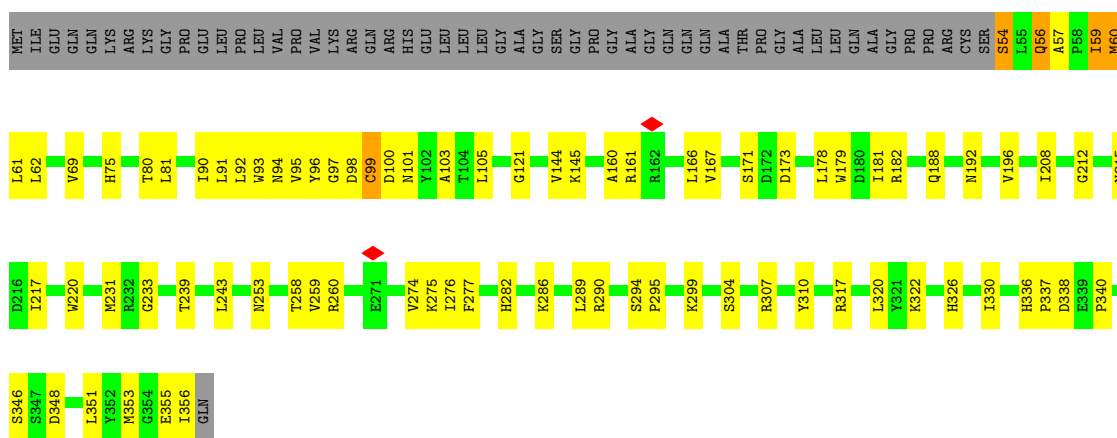 MET ILE GLU GLN GLN LYS ARG LYS GLY PRO GLU LEU PRO LEU VAL PRO VAL LYS ARG GLN ARG HIS GLU LEU LEU LEU GLY ALA GLY SER GLY PRO GLY ALA GLY GLN GLN GLN ALA THR PRO GLY ALA LEU LEU GLN ALA GLY PRO PRO ARG CYS SER S54 L55 Q56 A57 P58 I59 M60
L61 L62 V69 H75 T80 L81 I90 L91 L92 W93 N94 V95 Y96 G97 D98 C99 D100 N101 Y102 A103 T104 L105 G121 V144 K145 A160 R161 R162 L166 V167 S171 D172 D173 L178 W179 D180 I181 R182 Q188 N192 V196 I208 G212
D216 I217 W220 M231 R232 G233 T239 L243 N253 T258 V259 R260 E271 V274 K275 I276 F277 H282 K286 L289 R290 S294 P295 K299 S304 R307 Y310 R317 L320 Y321 K322 H326 I330 H336 P337 D338 E339 P340
S346 S347 D348 L351 Y352 M353 G354 E355 I356 GLN